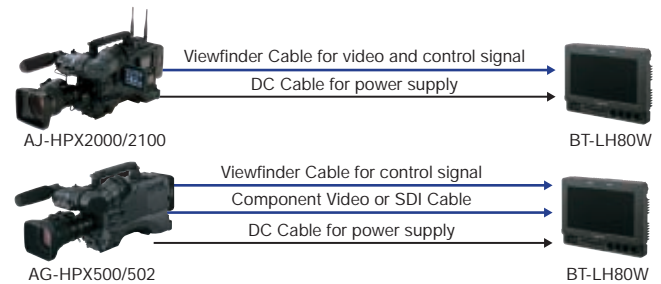 Viewfinder Cable for video and control signal
DC Cable for power supply
AJ-HPX2000/2100
BT-LH80W
Viewfinder Cable for control signal
Component Video or SDI Cable
DC Cable for power supply
AG-HPX500/502
BT-LH80W